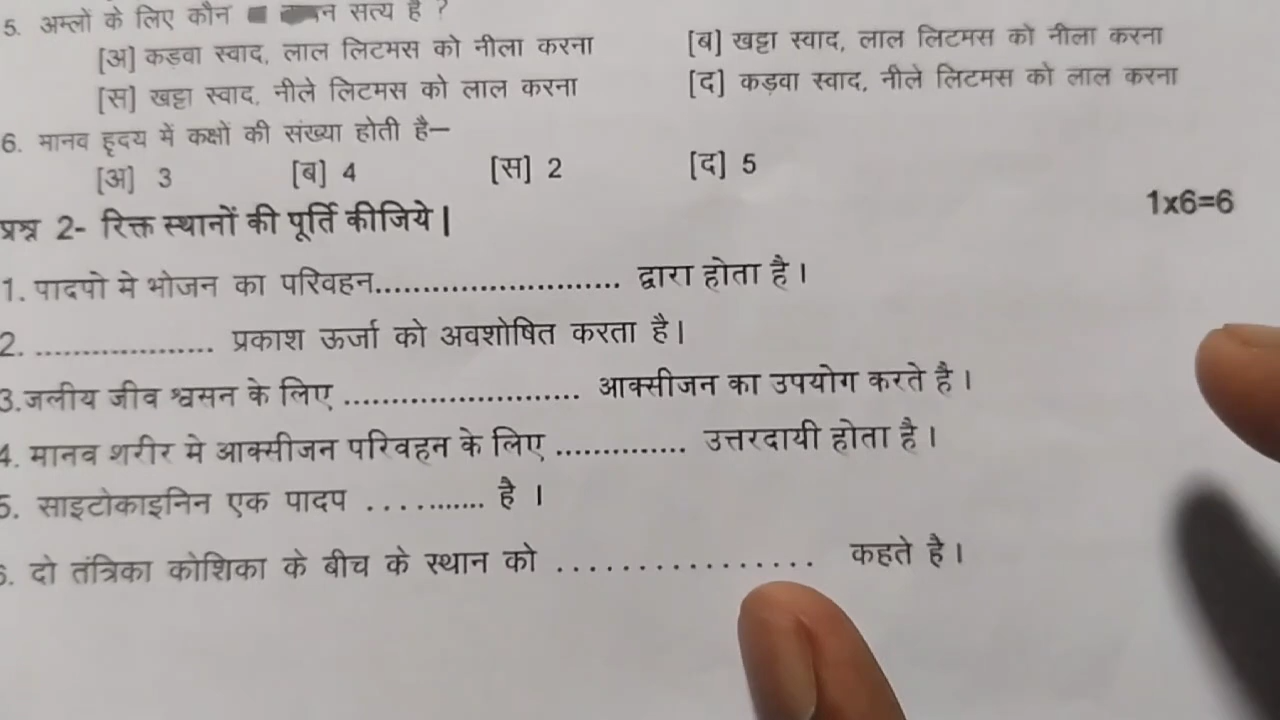 5. अम्लों के लिए कौन सत्य है ?
[अ] कड़वा स्वाद, लाल लिटमस को नीला करना [ब] खट्टा स्वाद, लाल लिटमस को नीला करना
[स] खट्टा स्वाद, नीले लिटमस को लाल करना [द] कड़वा स्वाद, नीले लिटमस को लाल करना
6. मानव हृदय में कक्षों की संख्या होती है—
[अ] 3 [ब] 4 [स] 2 [द] 5
प्रश्न 2- रिक्त स्थानों की पूर्ति कीजिये | 1x6=6
1. पादपो मे भोजन का परिवहन......................... द्वारा होता है ।
2. ................... प्रकाश ऊर्जा को अवशोषित करता है।
3.जलीय जीव श्वसन के लिए ........................ आक्सीजन का उपयोग करते है ।
4. मानव शरीर मे आक्सीजन परिवहन के लिए .............. उत्तरदायी होता है ।
5. साइटोकाइनिन एक पादप ........... है ।
6. दो तंत्रिका कोशिका के बीच के स्थान को ................. कहते है ।